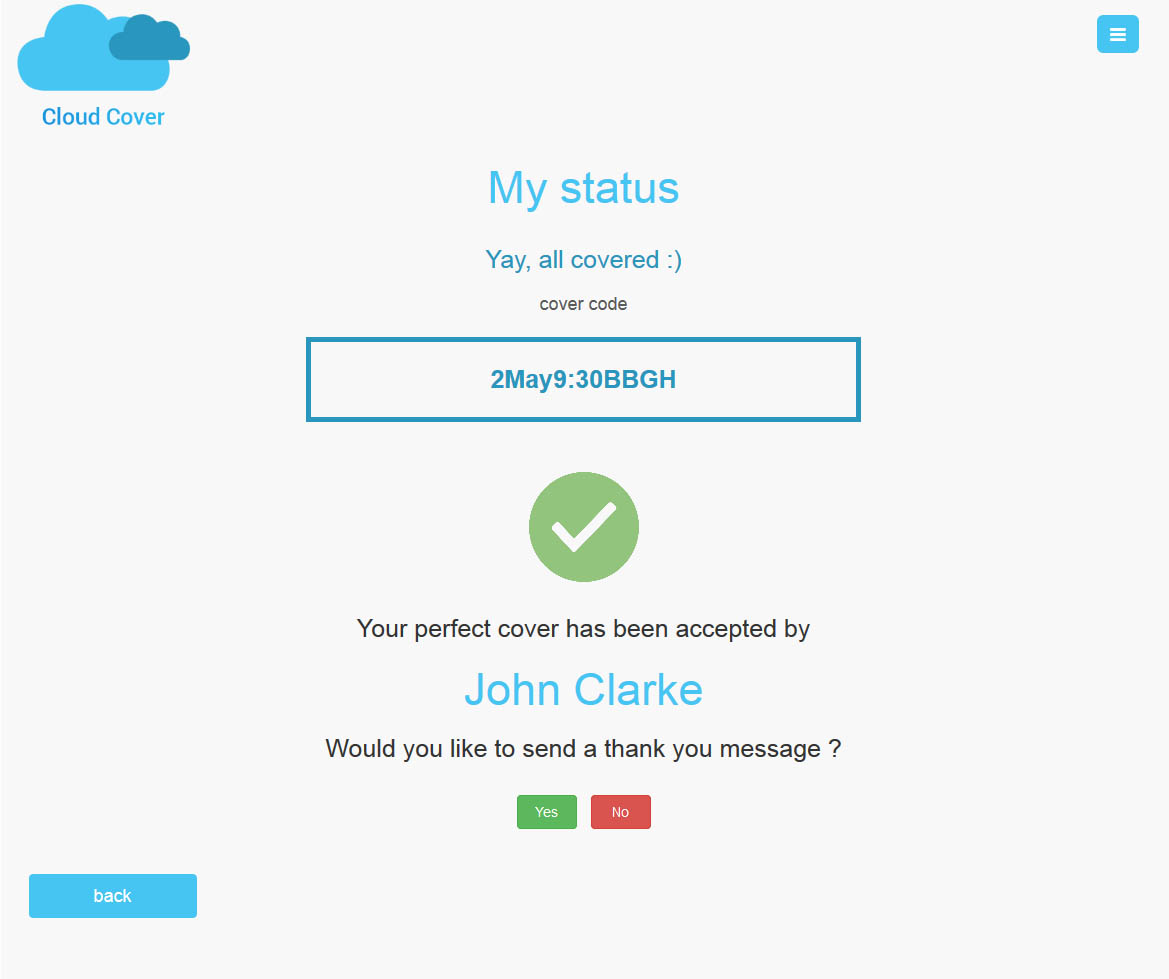 Cloud Cover
My status
Yay, all covered :)
cover code
2May9:30BBGH
Your perfect cover has been accepted by
John Clarke
Would you like to send a thank you message ?
Yes No
back